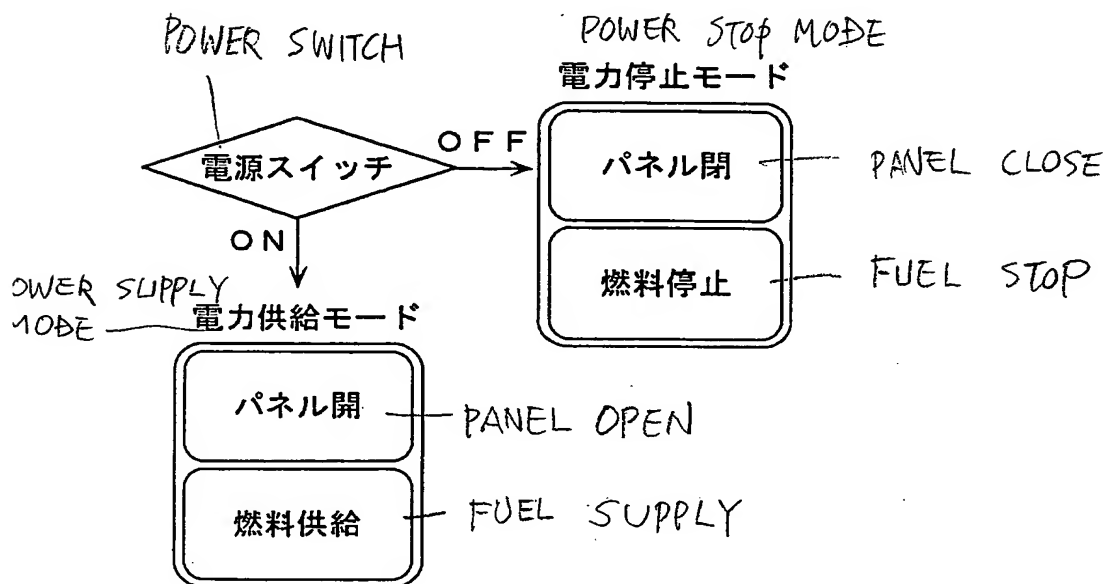 POWER SWITCH
POWER STOP MODE
電力停止モード
電源スイッチ
OFF
パネル閉
PANEL CLOSE
ON
燃料停止
FUEL STOP
OWER SUPPLY
MODE
電力供給モード
パネル開
PANEL OPEN
燃料供給
FUEL SUPPLY